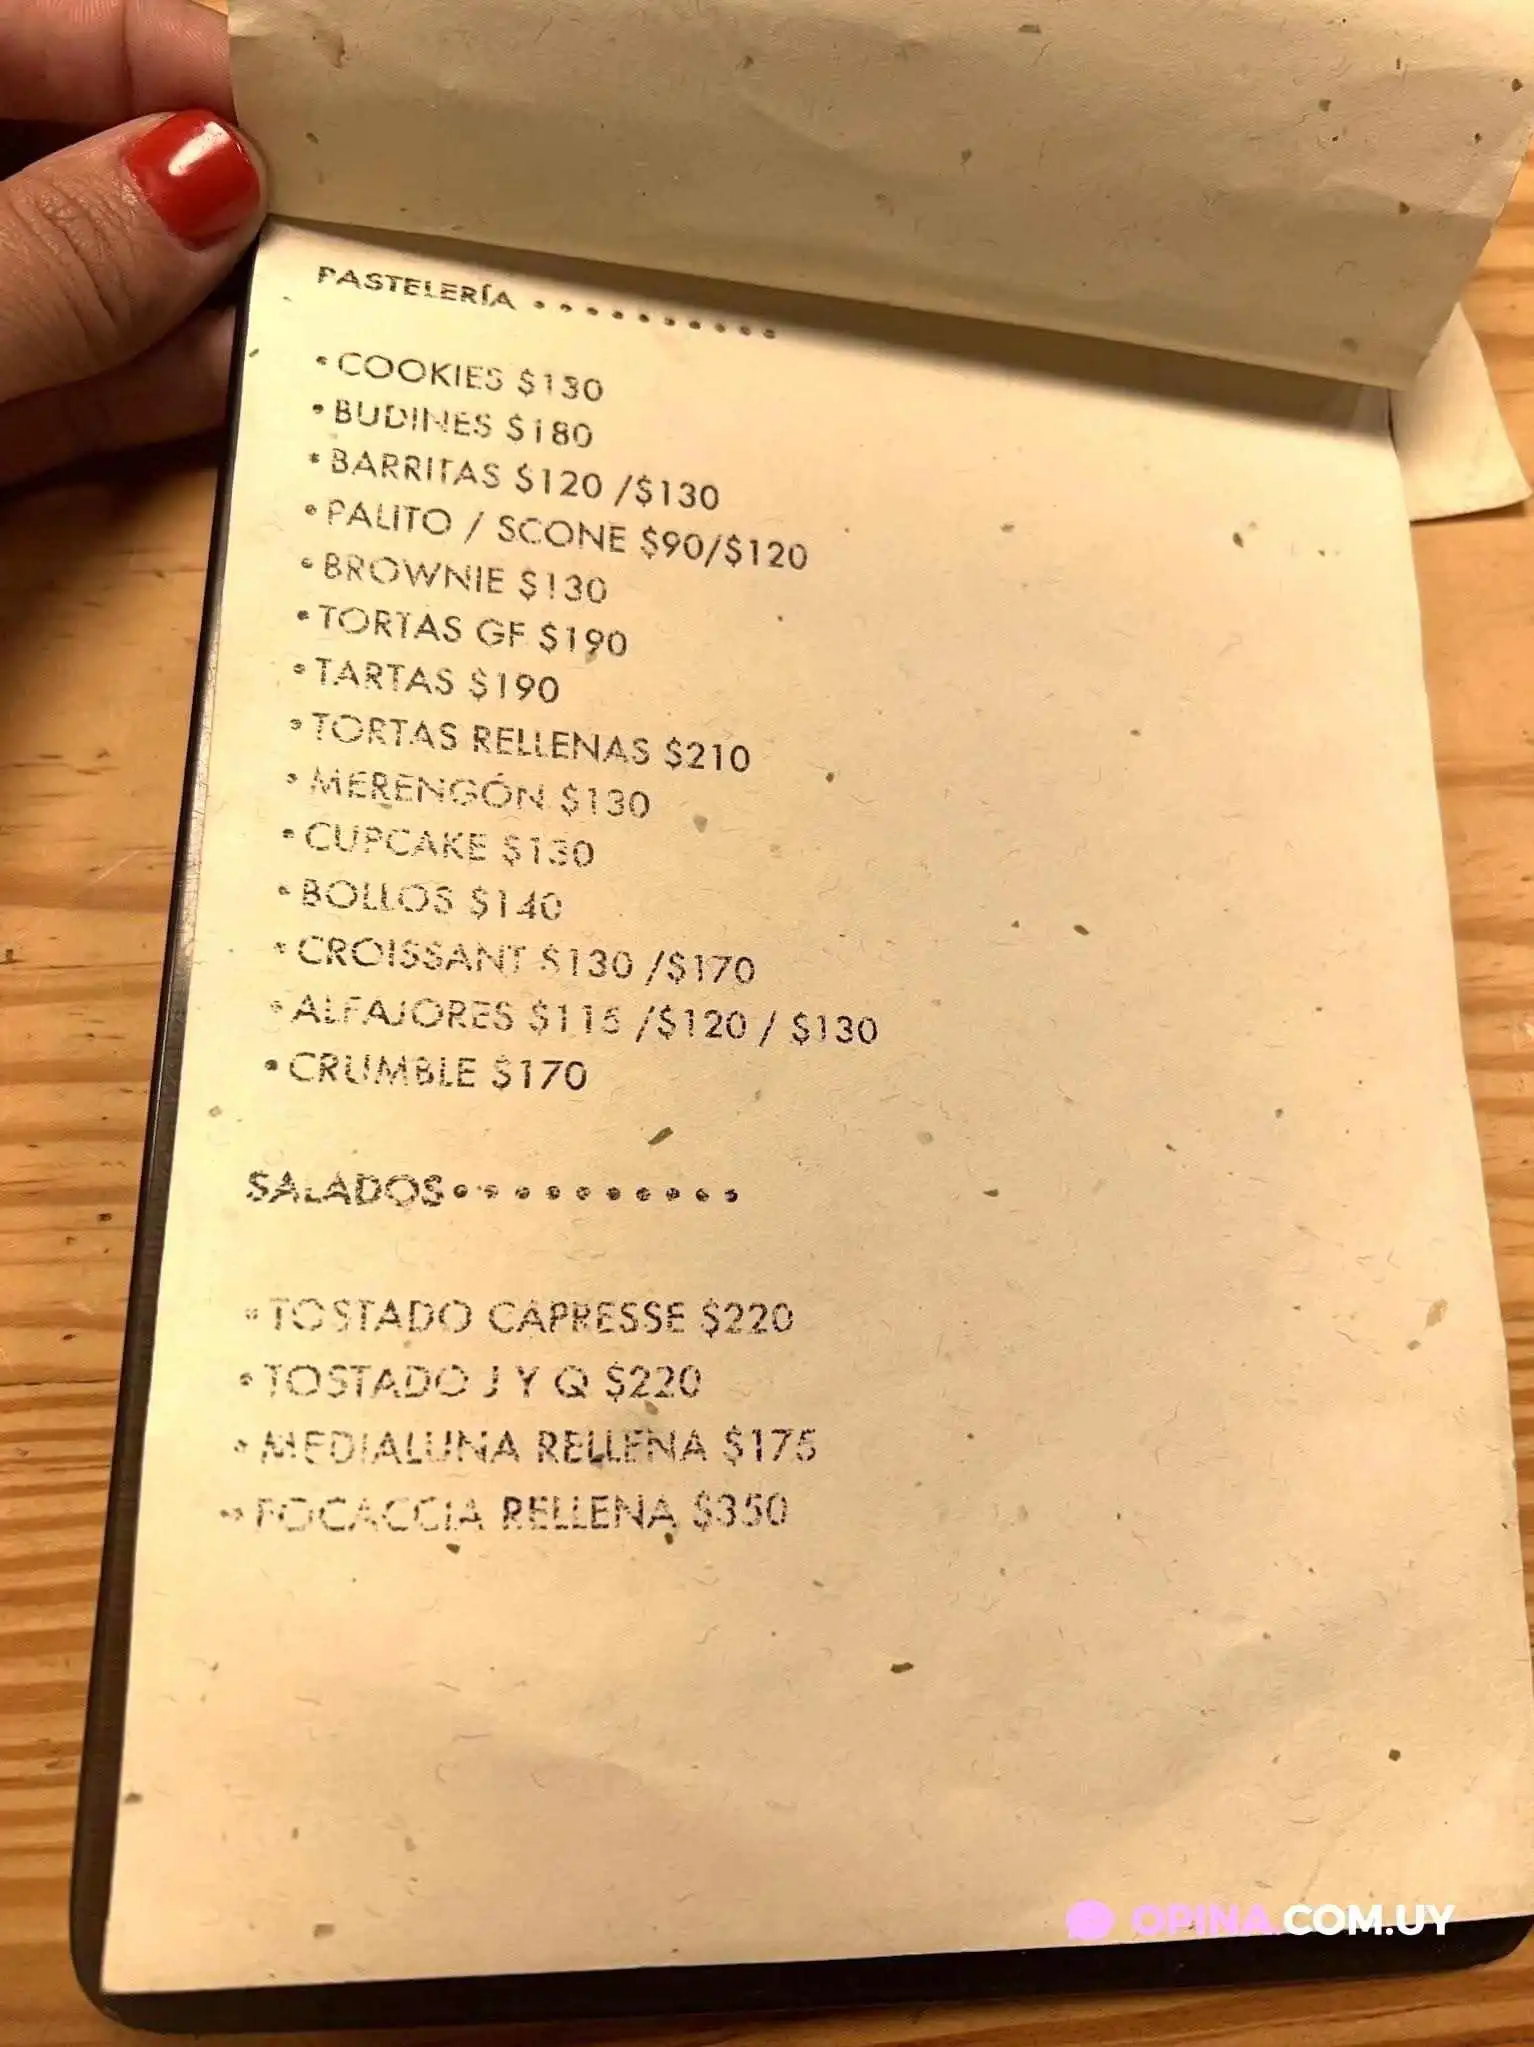 PASTELERÍA ..........
• COOKIES $130
• BUDINES $180
• BARRITAS $120 /$130
• PALITO / SCONE $90/$120
• BROWNIE $130
• TORTAS GF $190
• TARTAS $190
• TORTAS RELLENAS $210
• MERENGÓN $130
• CUPCAKE $130
• BOLLOS $140
• CROISSANT $130 /$170
• ALFAJORES $115 /$120 / $130
• CRUMBLE $170
SALADOS..........
• TOSTADO CAPRESSE $220
• TOSTADO J Y Q $220
• MEDIALUNA RELLENA $175
• FOCACCIA RELLENA $350
OPINA.COM.UY